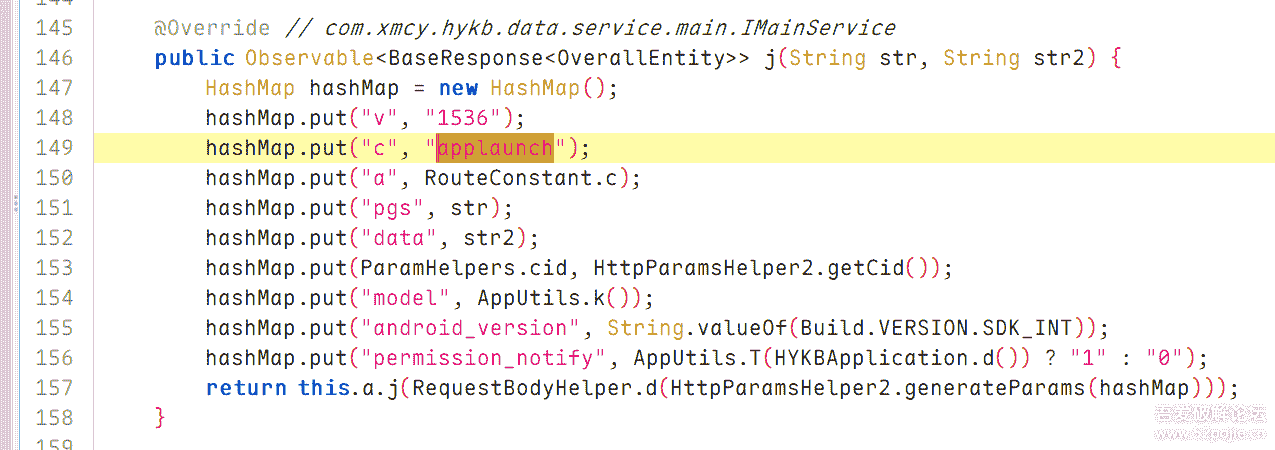 145 @Override // com.xmcy.hykb.data.service.main.IMainService
146 public Observable<BaseResponse<OverallEntity>> j(String str, String str2) {
147 HashMap hashMap = new HashMap();
148 hashMap.put("v", "1536");
149 hashMap.put("c", "applaunch");
150 hashMap.put("a", RouteConstant.c);
151 hashMap.put("pgs", str);
152 hashMap.put("data", str2);
153 hashMap.put(ParamHelpers.cid, HttpParamsHelper2.getCid());
154 hashMap.put("model", AppUtils.k());
155 hashMap.put("android_version", String.valueOf(Build.VERSION.SDK_INT));
156 hashMap.put("permission_notify", AppUtils.T(HYKBApplication.d()) ? "1" : "0");
157 return this.a.j(RequestBodyHelper.d(HttpParamsHelper2.generateParams(hashMap)));
158 }
159
吾爱破解论坛
www.52pojie.cn